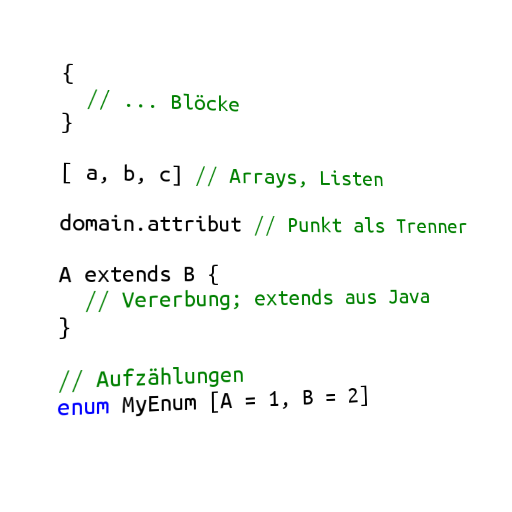 {
  // ... Blöcke
}
[ a, b, c] // Arrays, Listen
domain.attribut // Punkt als Trenner
A extends B {
  // Vererbung; extends aus Java
}
// Aufzählungen
enum MyEnum [A = 1, B = 2]